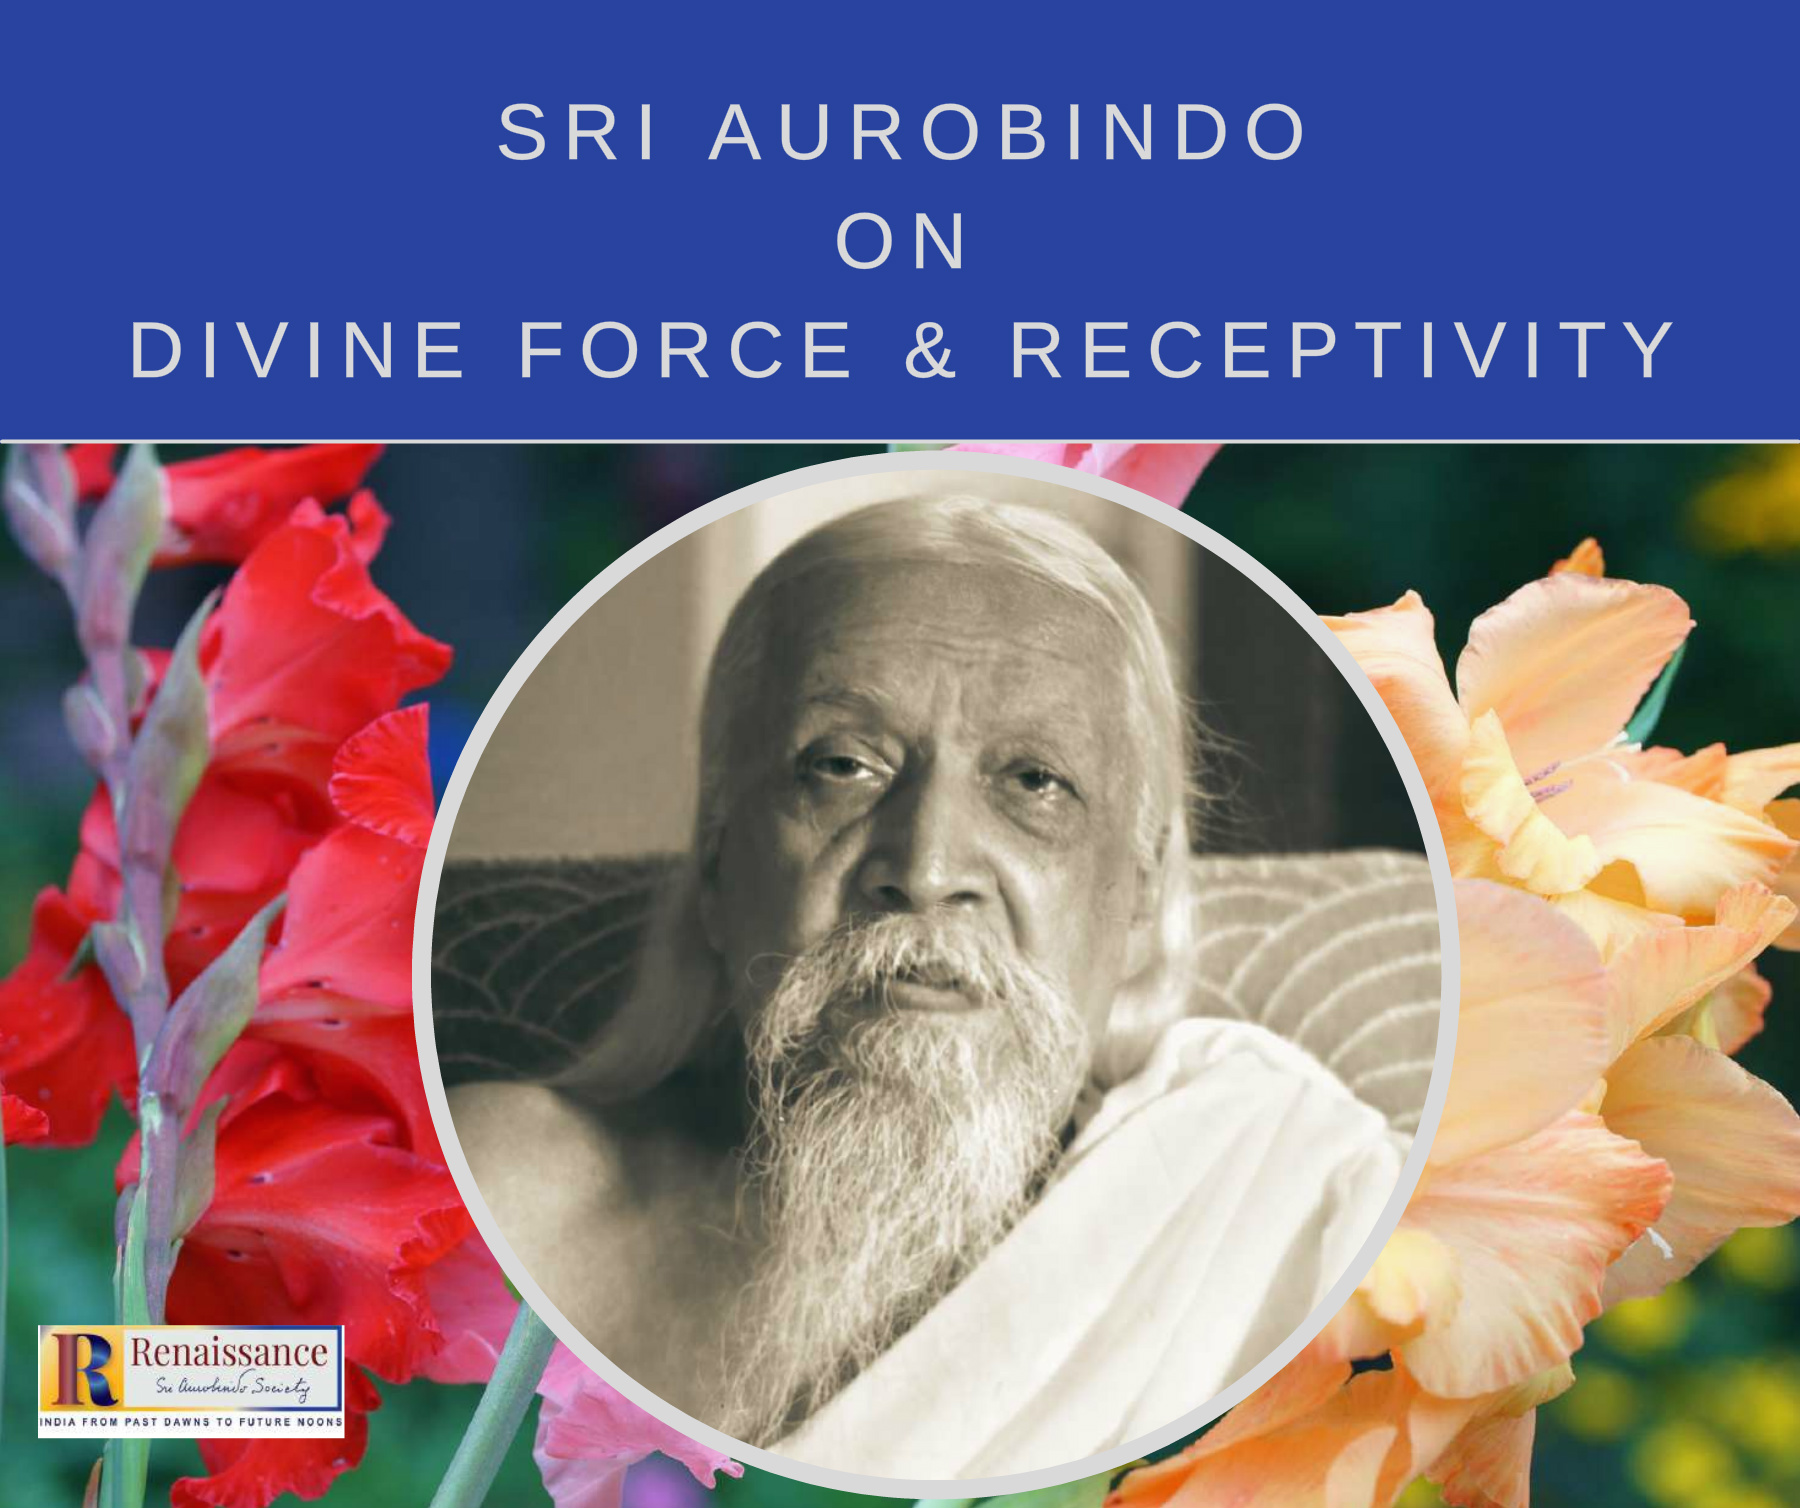 SRI AUROBINDO
ON
DIVINE FORCE & RECEPTIVITY
R Renaissance
Sri Aurobindo Society
INDIA FROM PAST DAWNS TO FUTURE NOONS